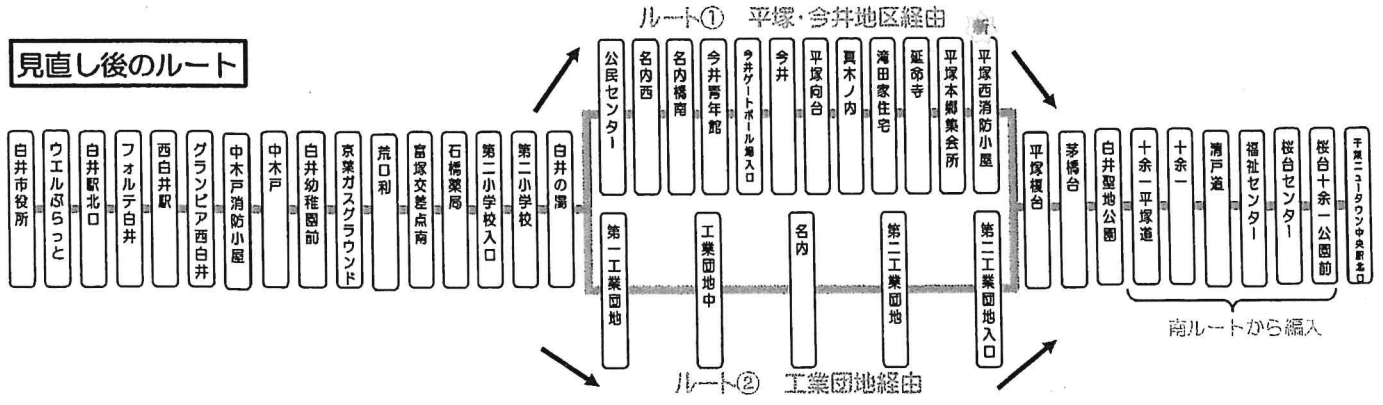 ルート① 平塚・今井地区経由
見直し後のルート
新
白井市役所
ウエルぷらっと
白井駅北口
フォルテ白井
西白井駅
グランピア西白井
中木戸消防小屋
中木戸
白井幼稚園前
京葉ガスグラウンド
荒口利
富塚交差点南
石橋薬局
第二小学校入口
第二小学校
白井の湯
公民センター
名内西
名内橋南
今井青年館
今井ゲートボール場入口
今井
平塚向台
真木ノ内
滝田家住宅
延命寺
平塚本郷集会所
平塚西消防小屋
第一工業団地
工業団地中
名内
第二工業団地
第二工業団地入口
平塚榎台
茅橋台
白井聖地公園
十余一平塚道
十余一
清戸道
福祉センター
桜台センター
桜台十余一公園前
千葉ニュータウン中央駅北口
南ルートから編入
ルート② 工業団地経由